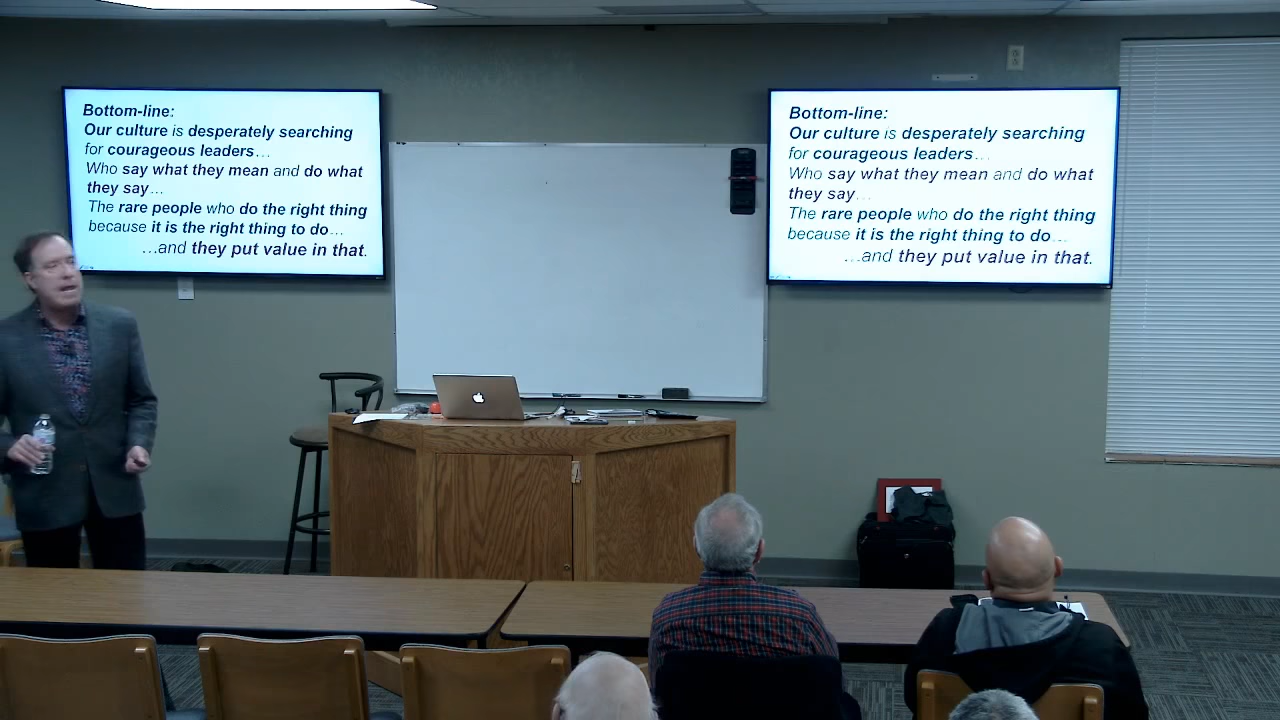 Bottom-line:
Our culture is desperately searching
for courageous leaders…
Who say what they mean and do what
they say…
The rare people who do the right thing
because it is the right thing to do…
…and they put value in that.
Bottom-line:
Our culture is desperately searching
for courageous leaders…
Who say what they mean and do what
they say…
The rare people who do the right thing
because it is the right thing to do…
…and they put value in that.